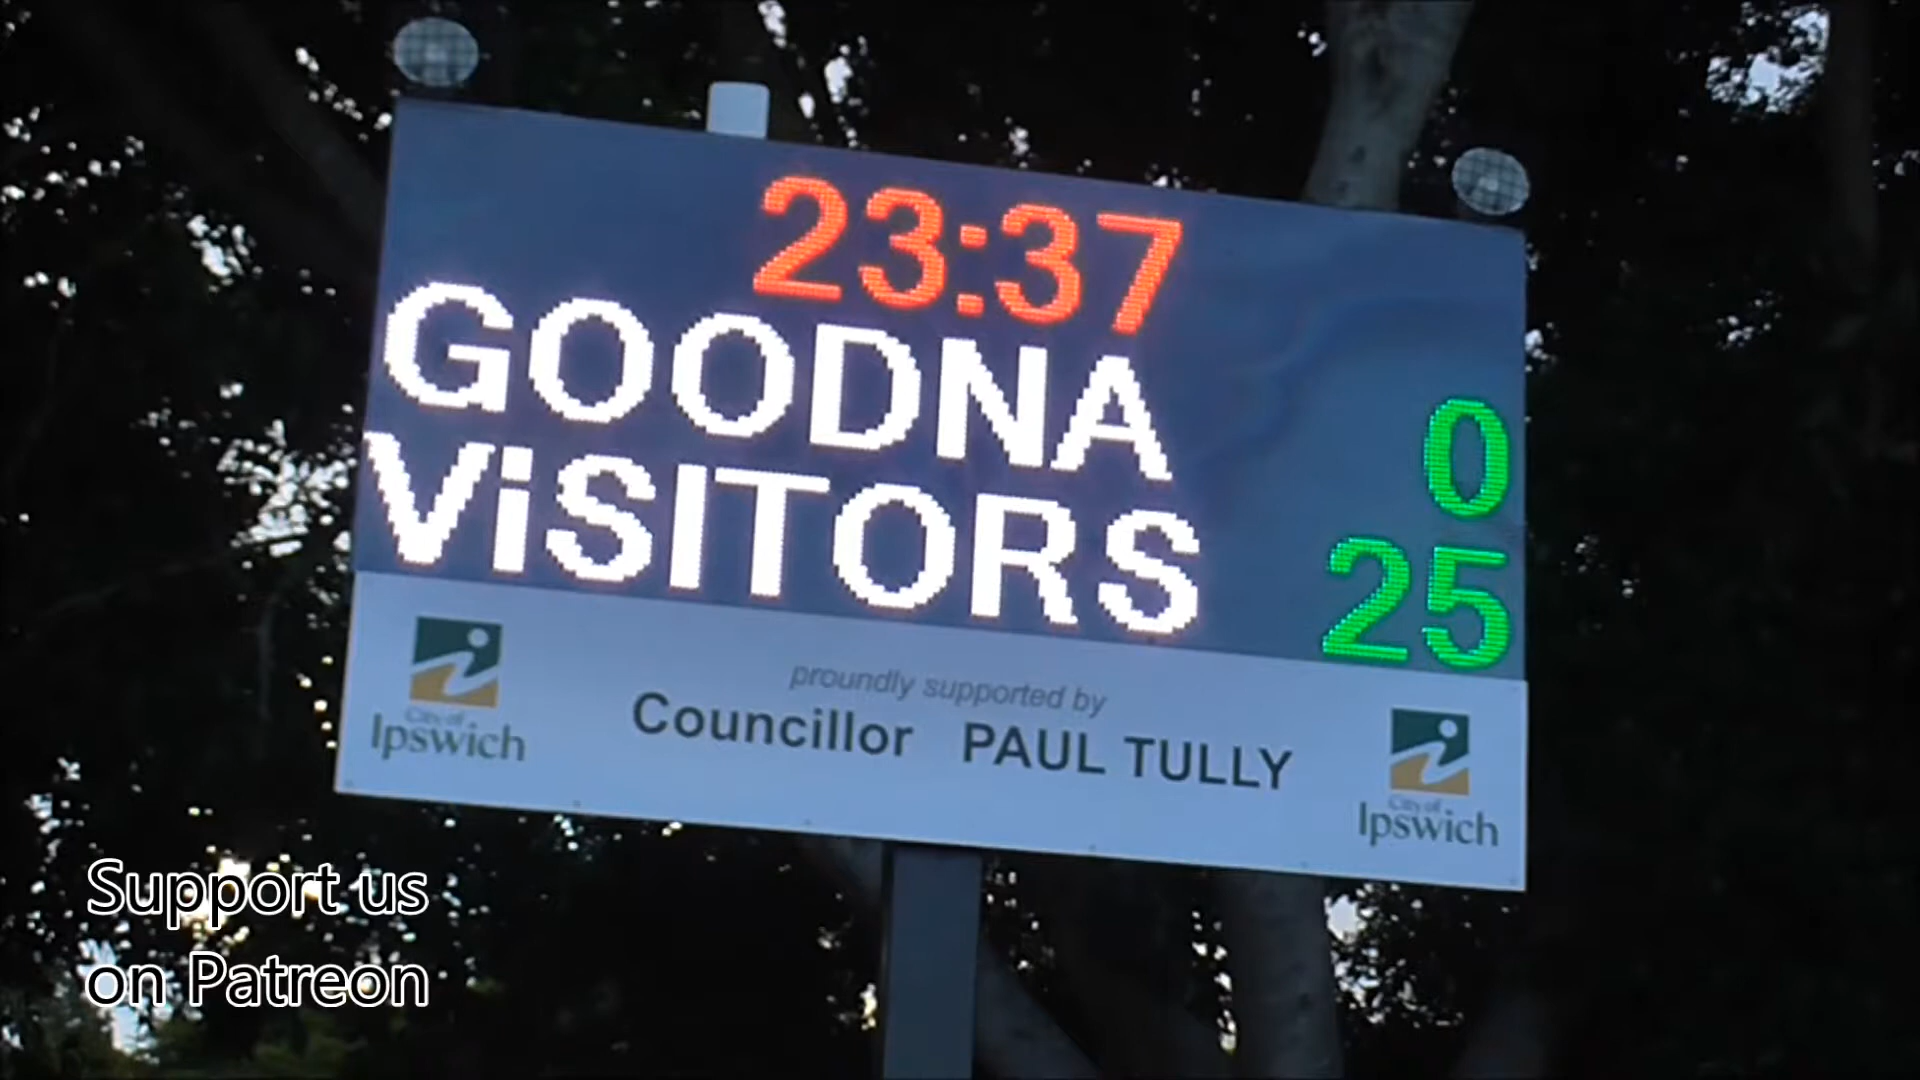 23:37
GOODNA 0
ViSITORS 25
proundly supported by
Councillor PAUL TULLY
City of
Ipswich
City of
Ipswich
Support us
on Patreon